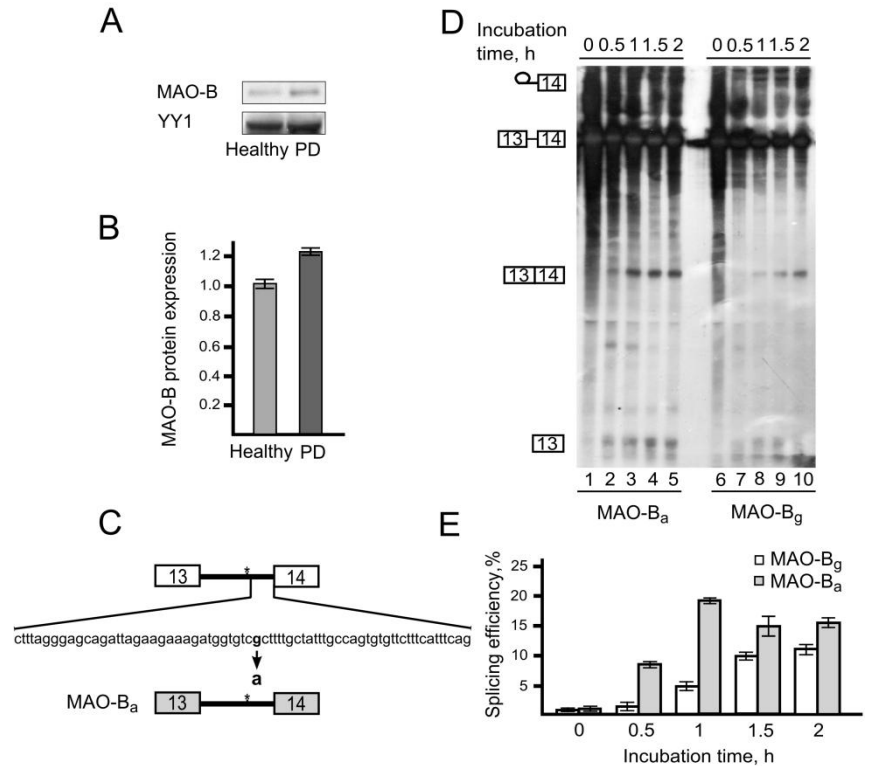 A
MAO-B
YY1
Healthy PD
B
MAO-B protein expression
1.2
1.0
0.8
0.6
0.4
0.2
Healthy PD
C
13 * 14
ctttagggagcagattagaagaaagatggtgtcgcttttgctatttgccagtgtgttctttcatttcag
a
MAO-Ba 13 * 14
D
Incubation
time, h
0 0.5 1 1.5 2 0 0.5 1 1.5 2
14
13 14
13 14
13
1 2 3 4 5 6 7 8 9 10
MAO-Ba MAO-Bg
E
Splicing efficiency,%
25
20
15
10
5
MAO-Bg
MAO-Ba
0 0.5 1 1.5 2
Incubation time, h